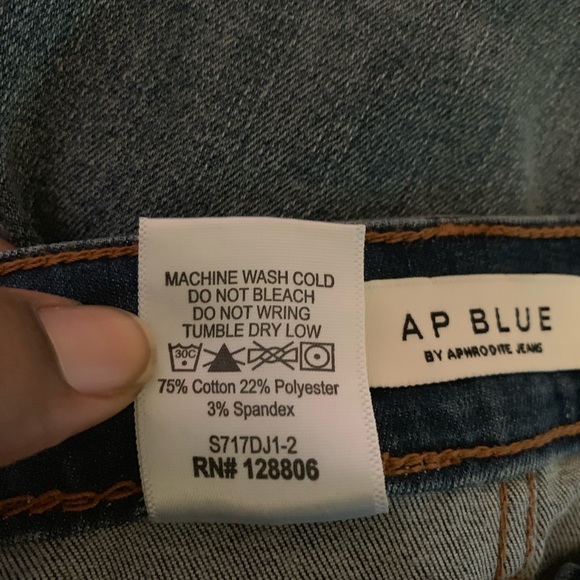 MACHINE WASH COLD
DO NOT BLEACH
DO NOT WRING
TUMBLE DRY LOW
30C
75% Cotton 22% Polyester
3% Spandex
S717DJ1-2
RN# 128806
AP BLUE
BY APHRODITE JEANS